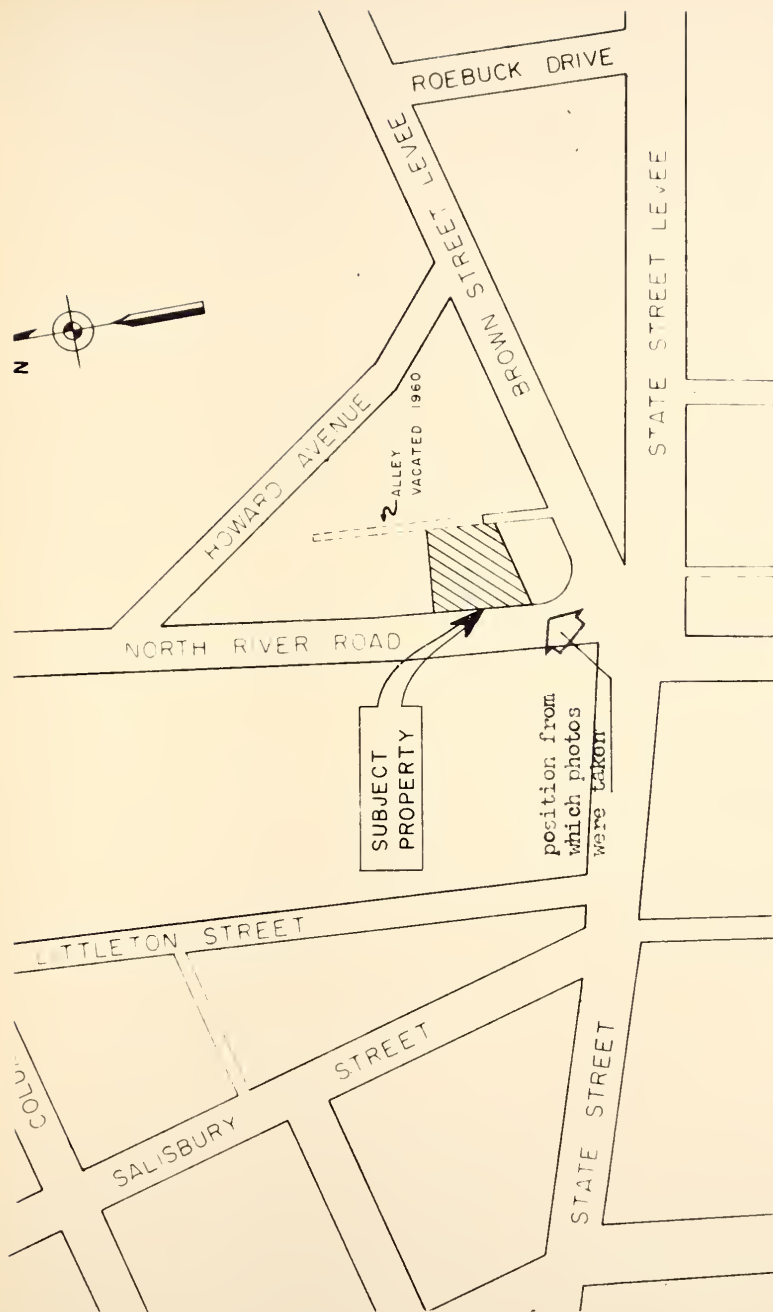 N
ROEBUCK DRIVE
BROWN STREET LEVEE
STATE STREET LEVEE
HOWARD AVENUE
ALLEY
VACATED 1960
NORTH RIVER ROAD
SUBJECT
PROPERTY
position from
which photos
were taken
STREET
SALISBURY STREET
STATE STREET